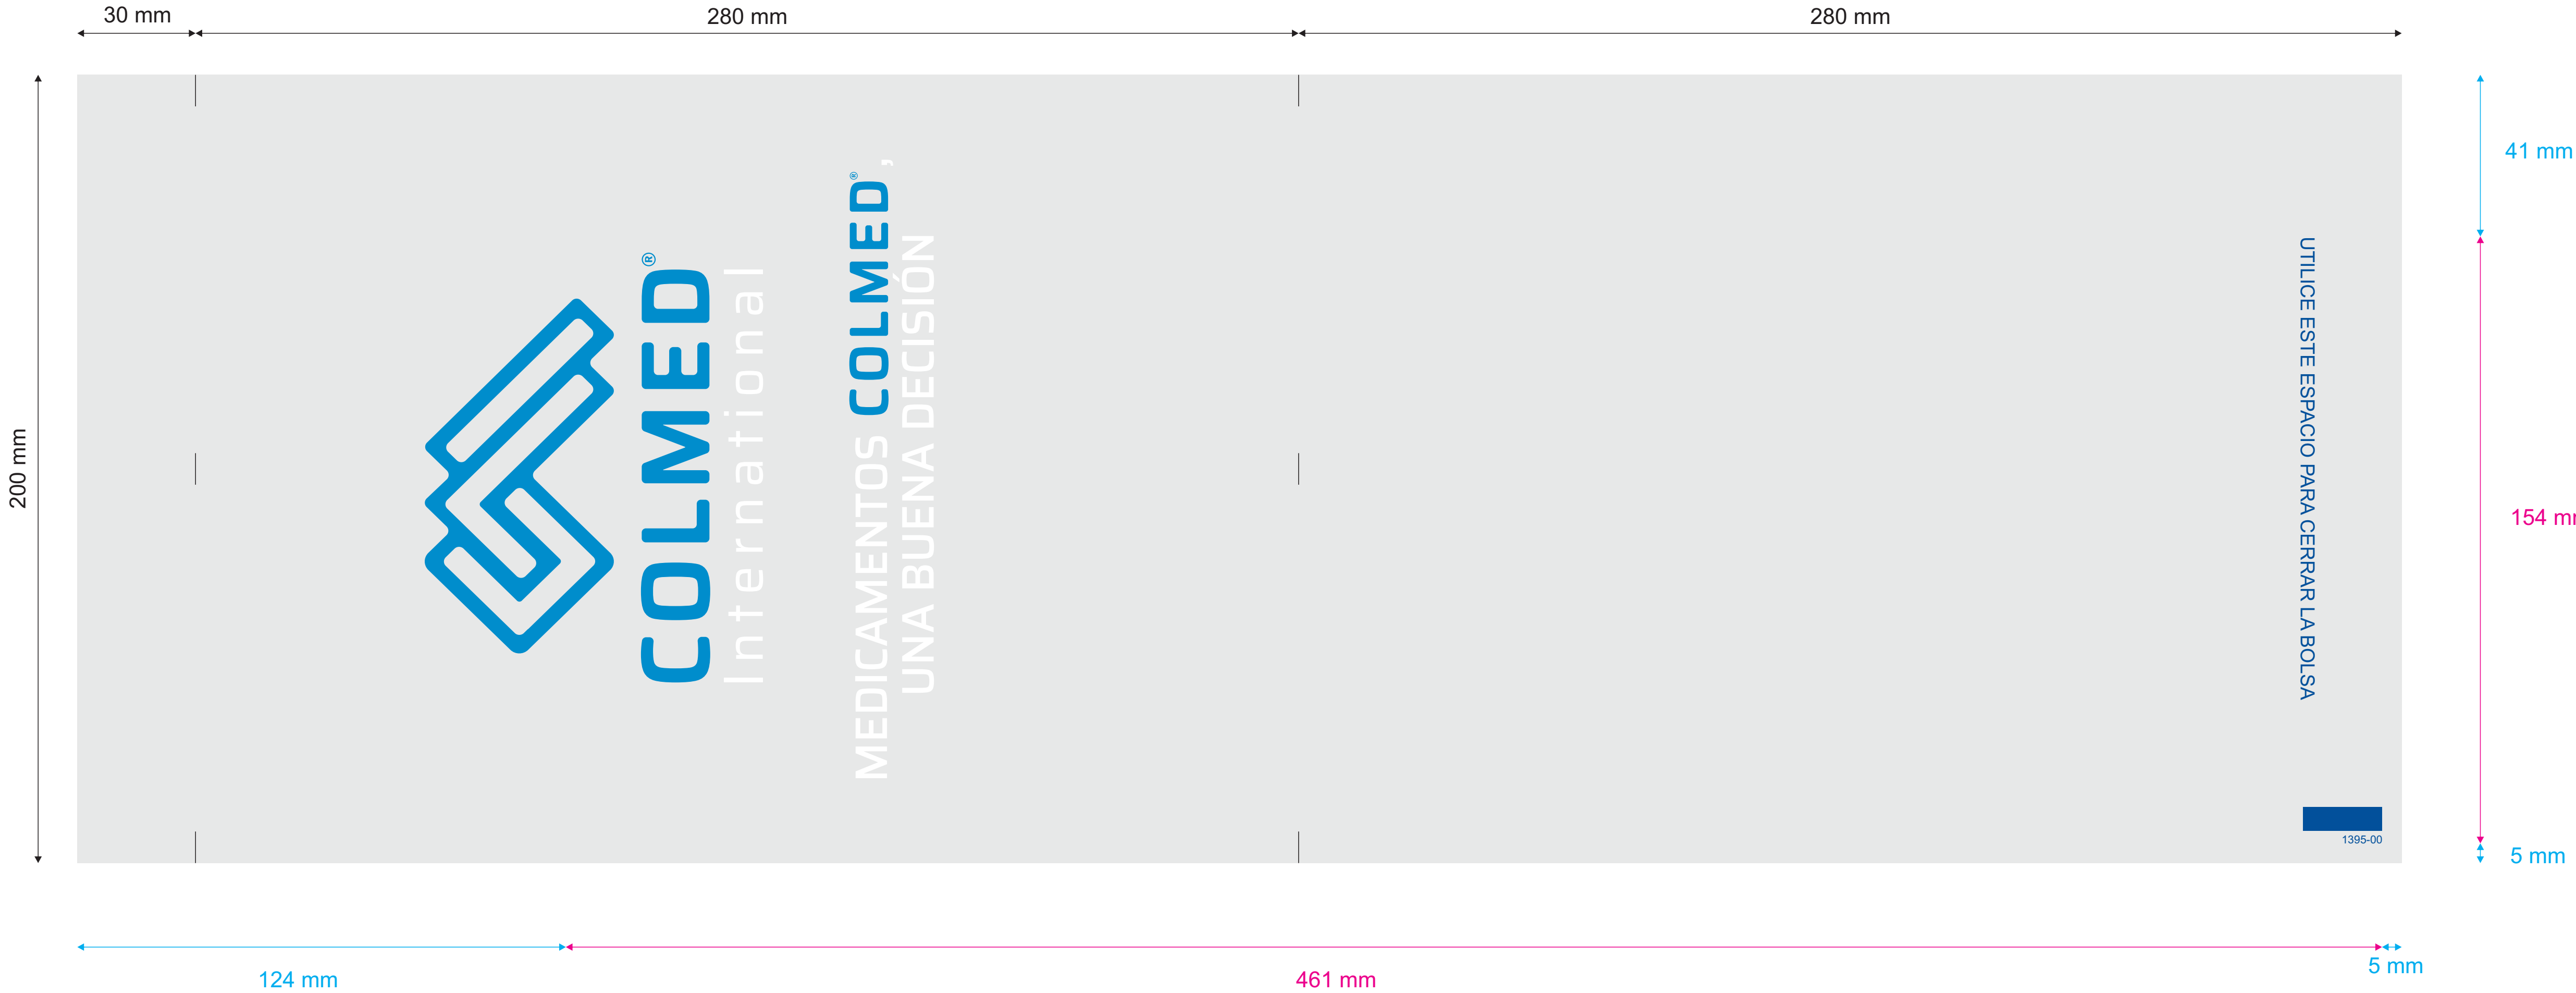 30 mm
280 mm
280 mm
200 mm
COLMED®
International
MEDICAMENTOS COLMED®,
UNA BUENA DECISIÓN
UTILICE ESTE ESPACIO PARA CERRAR LA BOLSA
1395-00
41 mm
154 mm
5 mm
124 mm
461 mm
5 mm